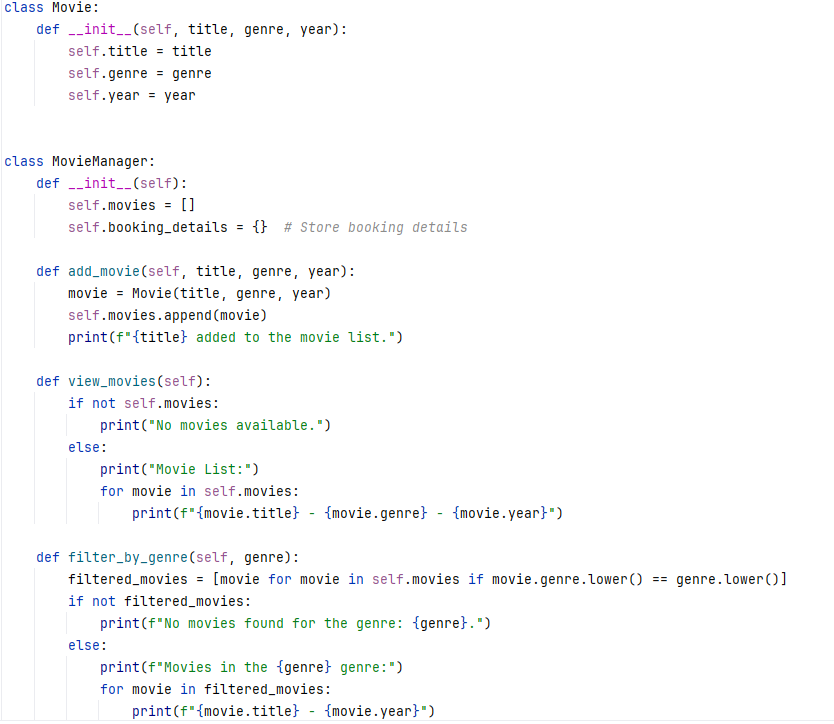 class Movie:
    def __init__(self, title, genre, year):
        self.title = title
        self.genre = genre
        self.year = year
class MovieManager:
    def __init__(self):
        self.movies = []
        self.booking_details = {}  # Store booking details
    def add_movie(self, title, genre, year):
        movie = Movie(title, genre, year)
        self.movies.append(movie)
        print(f"{title} added to the movie list.")
    def view_movies(self):
        if not self.movies:
            print("No movies available.")
        else:
            print("Movie List:")
            for movie in self.movies:
                print(f"{movie.title} - {movie.genre} - {movie.year}")
    def filter_by_genre(self, genre):
        filtered_movies = [movie for movie in self.movies if movie.genre.lower() == genre.lower()]
        if not filtered_movies:
            print(f"No movies found for the genre: {genre}.")
        else:
            print(f"Movies in the {genre} genre:")
            for movie in filtered_movies:
                print(f"{movie.title} - {movie.year}")